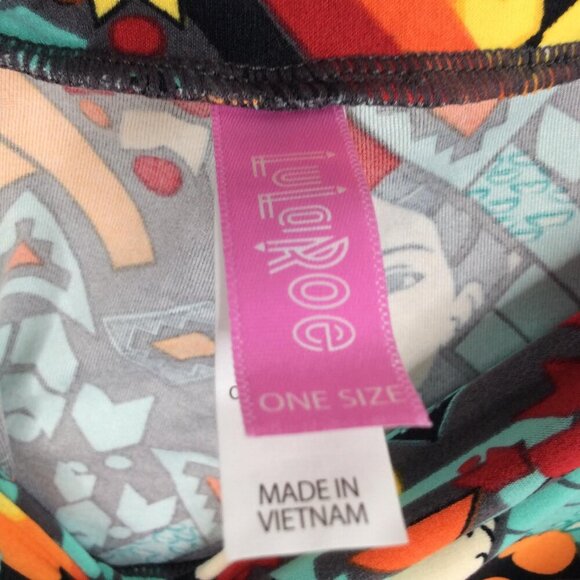 LuLaRoe
ONE SIZE
MADE IN
VIETNAM